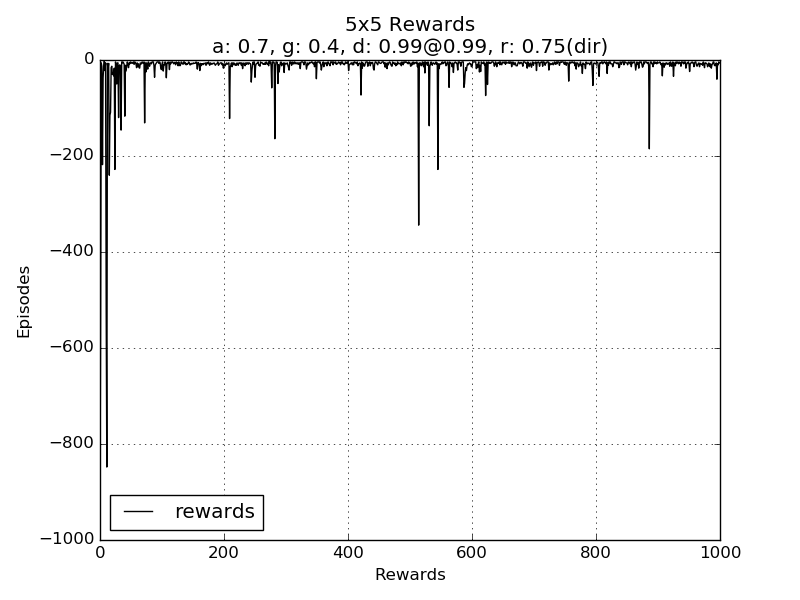 5x5 Rewards
a: 0.7, g: 0.4, d: 0.99@0.99, r: 0.75(dir)
0
−200
−400
−600
−800
−1000
Episodes
rewards
0 200 400 600 800 1000
Rewards